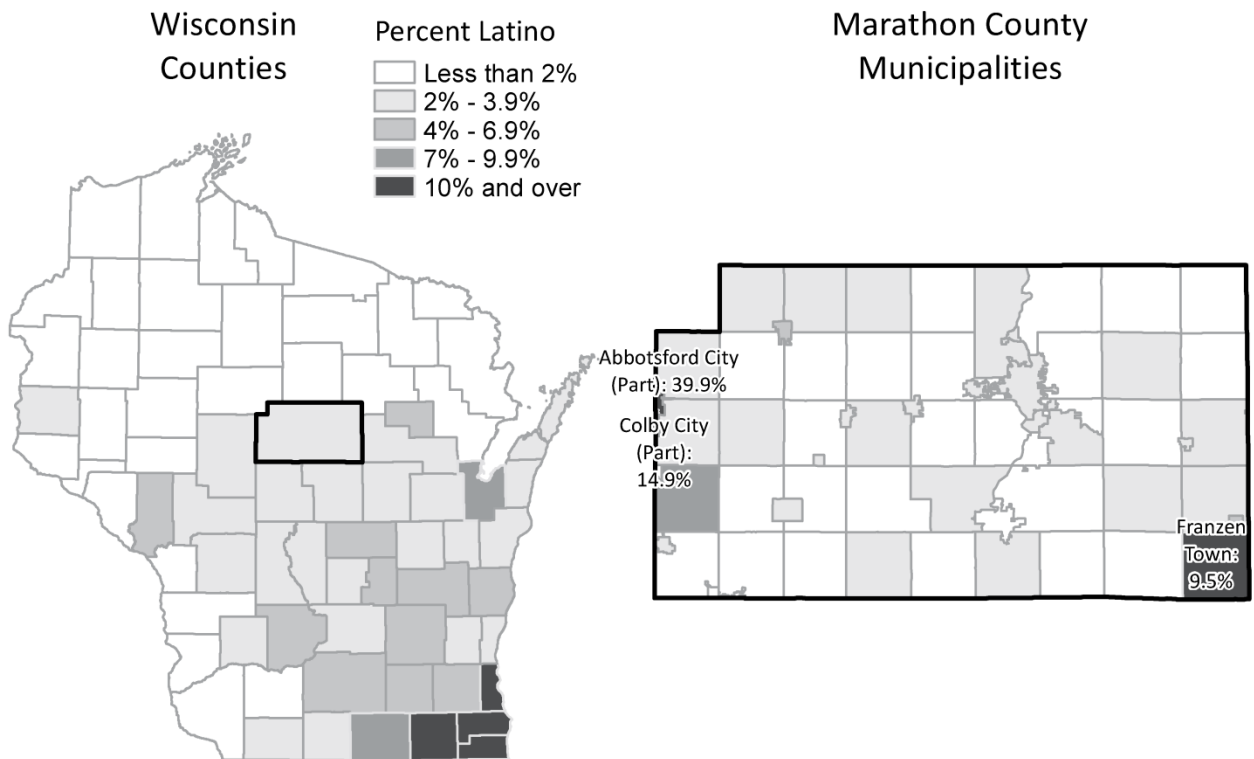 Wisconsin
Counties
Percent Latino
Less than 2%
2% - 3.9%
4% - 6.9%
7% - 9.9%
10% and over
Marathon County
Municipalities
Abbotsford City
(Part): 39.9%
Colby City
(Part):
14.9%
Franzen
Town:
9.5%